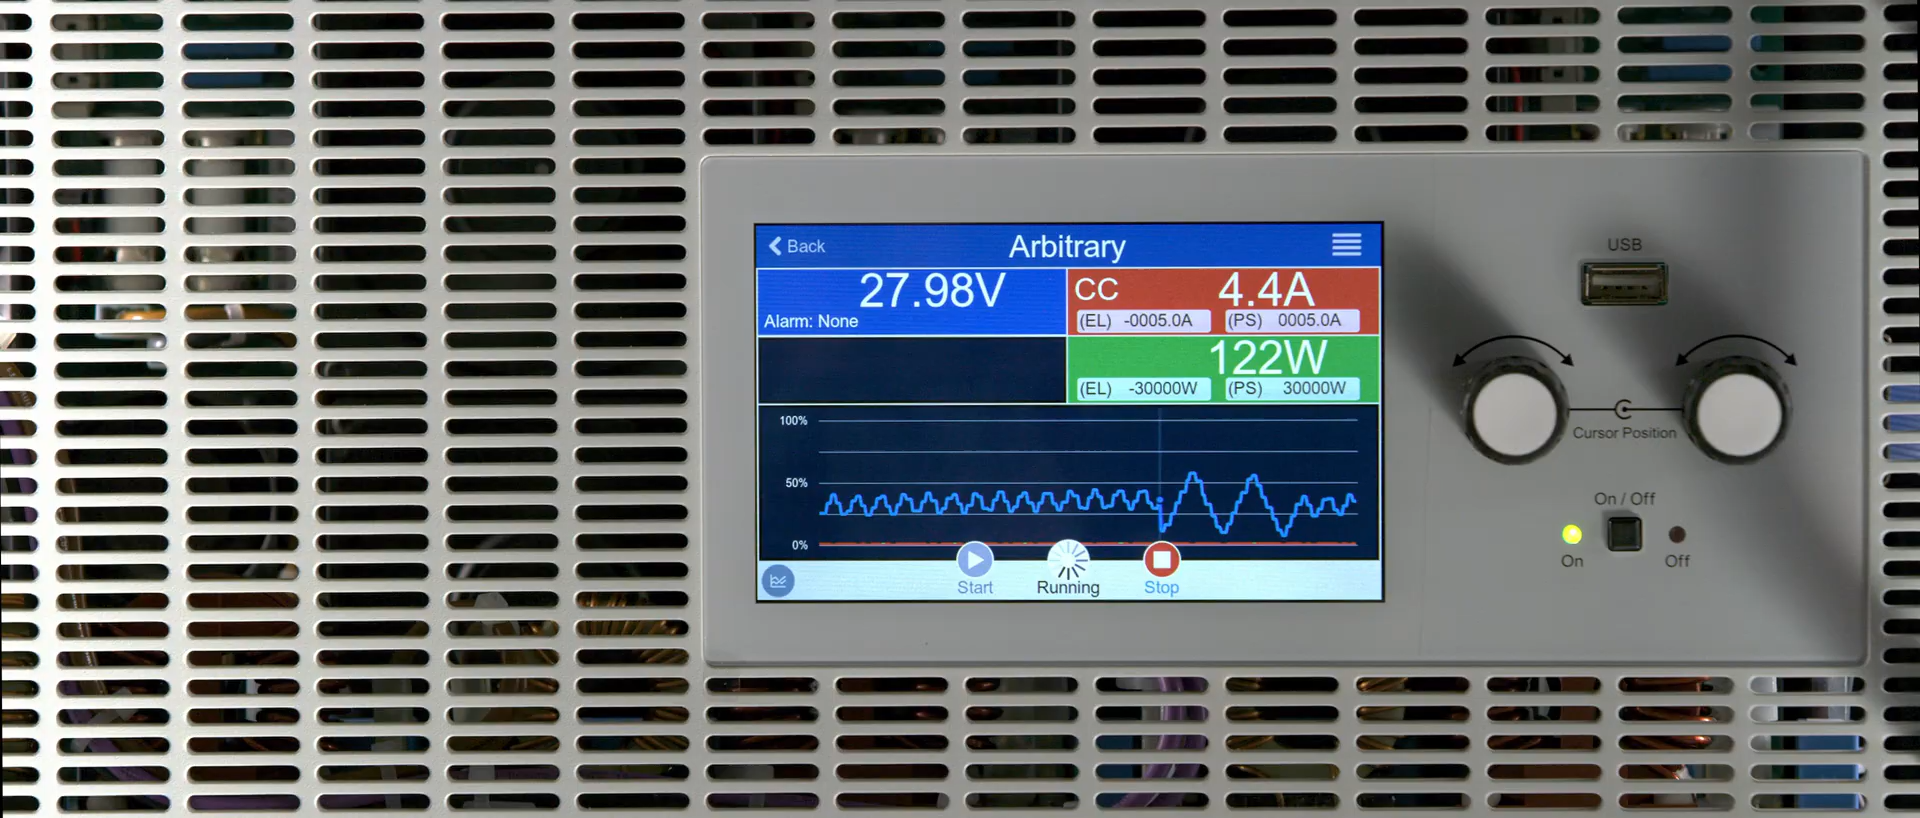 Back
Arbitrary
27.98V
Alarm: None
CC 4.4A
(EL) -0005.0A (PS) 0005.0A
122W
(EL) -30000W (PS) 30000W
100%
50%
0%
Start
Running
Stop
USB
Cursor Position
On / Off
On
Off